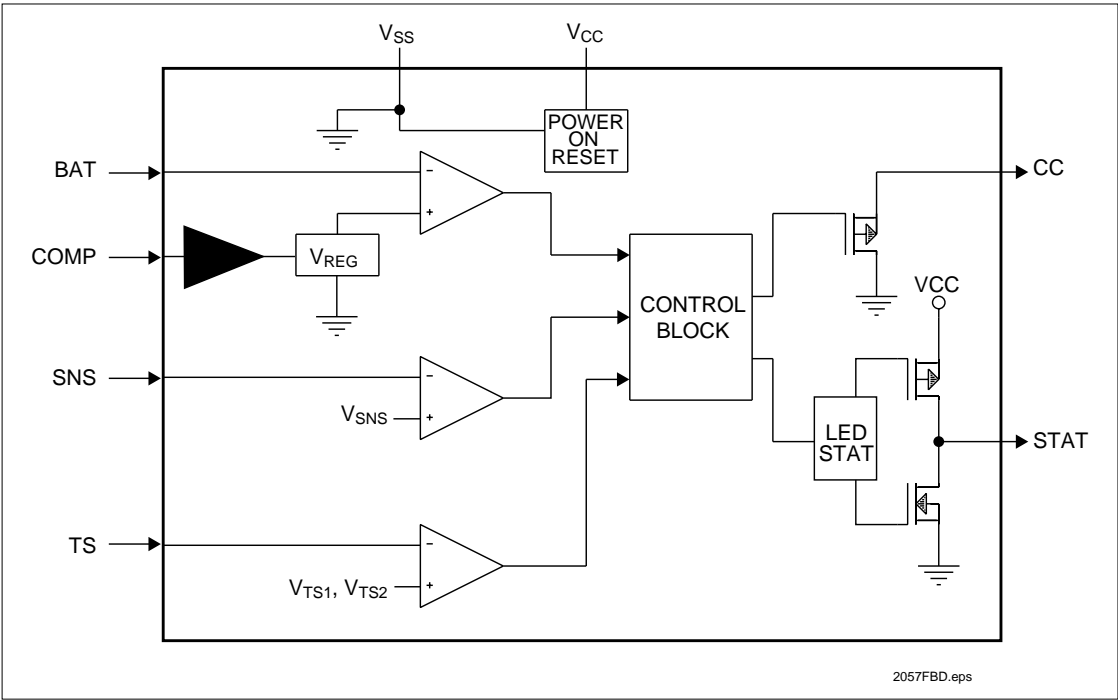 VSS
VCC
POWER
ON
RESET
BAT
-
+
CC
COMP
VREG
CONTROL
BLOCK
VCC
SNS
-
VSNS
+
LED
STAT
STAT
TS
-
VTS1, VTS2
+
2057FBD.eps